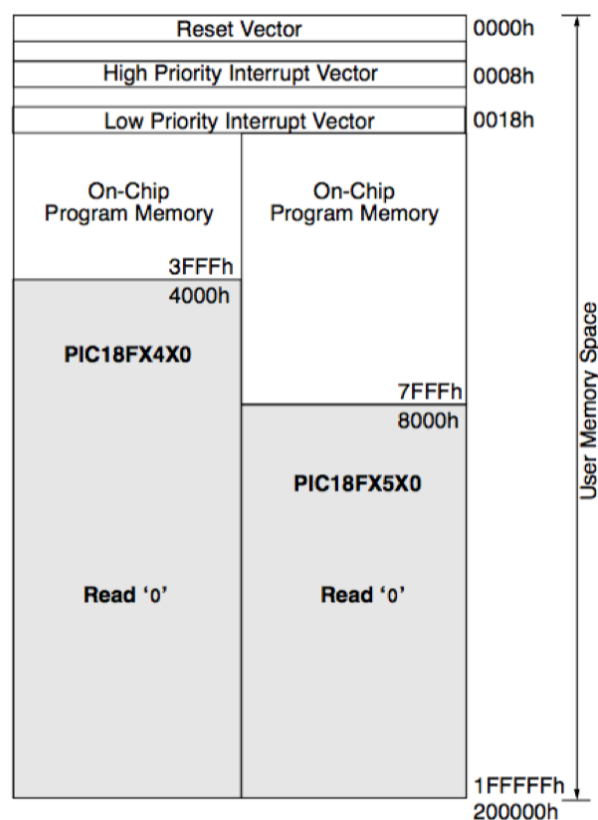 Reset Vector
0000h
High Priority Interrupt Vector
0008h
Low Priority Interrupt Vector
0018h
On-Chip
Program Memory
On-Chip
Program Memory
3FFFh
4000h
PIC18FX4X0
7FFFh
8000h
PIC18FX5X0
User Memory Space
Read ‘0’
Read ‘0’
1FFFFFh
200000h